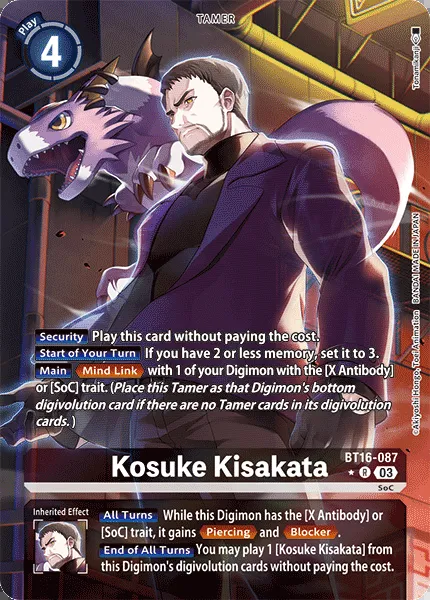 TAMER
Play
4
Tonamikanji
©Akiyoshi Hongo, Toei Animation BANDAI MADE IN JAPAN
Security Play this card without paying the cost.
Start of Your Turn If you have 2 or less memory, set it to 3.
Main Mind Link with 1 of your Digimon with the [X Antibody]
or [SoC] trait. (Place this Tamer as that Digimon's bottom
digivolution card if there are no Tamer cards in its digivolution
cards.)
BT16-087
Kosuke Kisakata
R 03
SoC
Inherited Effect
All Turns While this Digimon has the [X Antibody] or
[SoC] trait, it gains Piercing and Blocker.
End of All Turns You may play 1 [Kosuke Kisakata] from
this Digimon's digivolution cards without paying the cost.